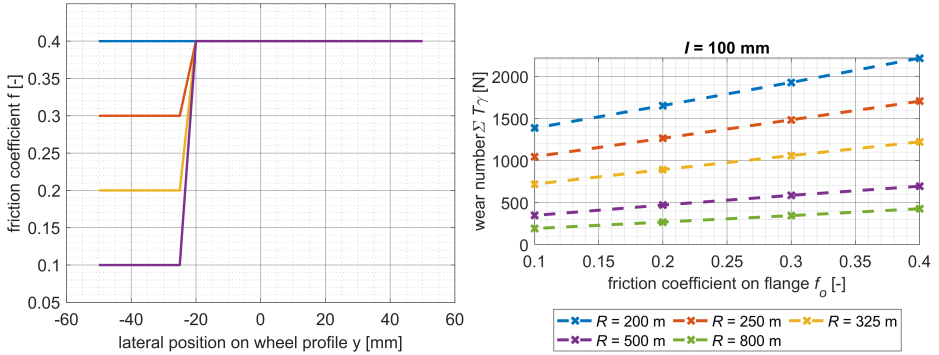 friction coefficient f [-]
0.4
0.35
0.3
0.25
0.2
0.15
0.1
0.05
-60 -40 -20 0 20 40 60
lateral position on wheel profile y [mm]
l = 100 mm
wear number Σ Tγ [N]
2000
1500
1000
500
0
0.1 0.15 0.2 0.25 0.3 0.35 0.4
friction coefficient on flange fo [-]
R = 200 m R = 250 m R = 325 m
R = 500 m R = 800 m